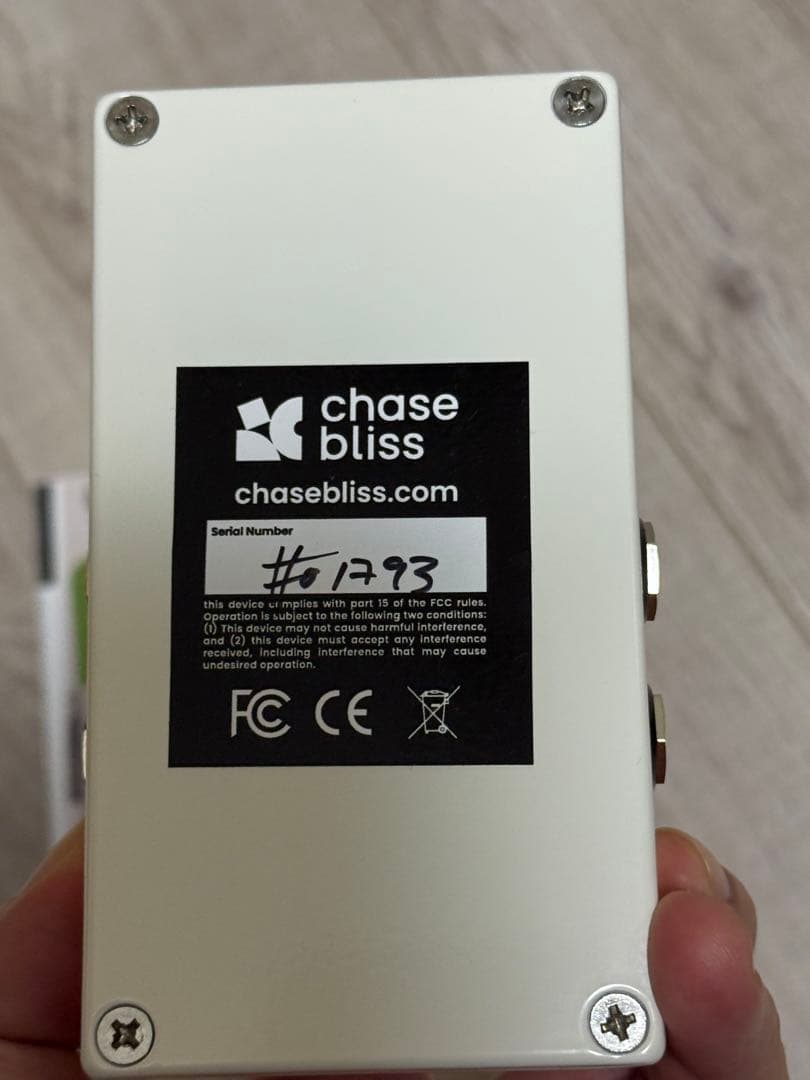 chase
bliss
chasebliss.com
Serial Number
#01793
this device complies with part 15 of the FCC rules.
Operation is subject to the following two conditions:
(1) This device may not cause harmful interference,
and (2) this device must accept any interference
received, including interference that may cause
undesired operation.
FC CE